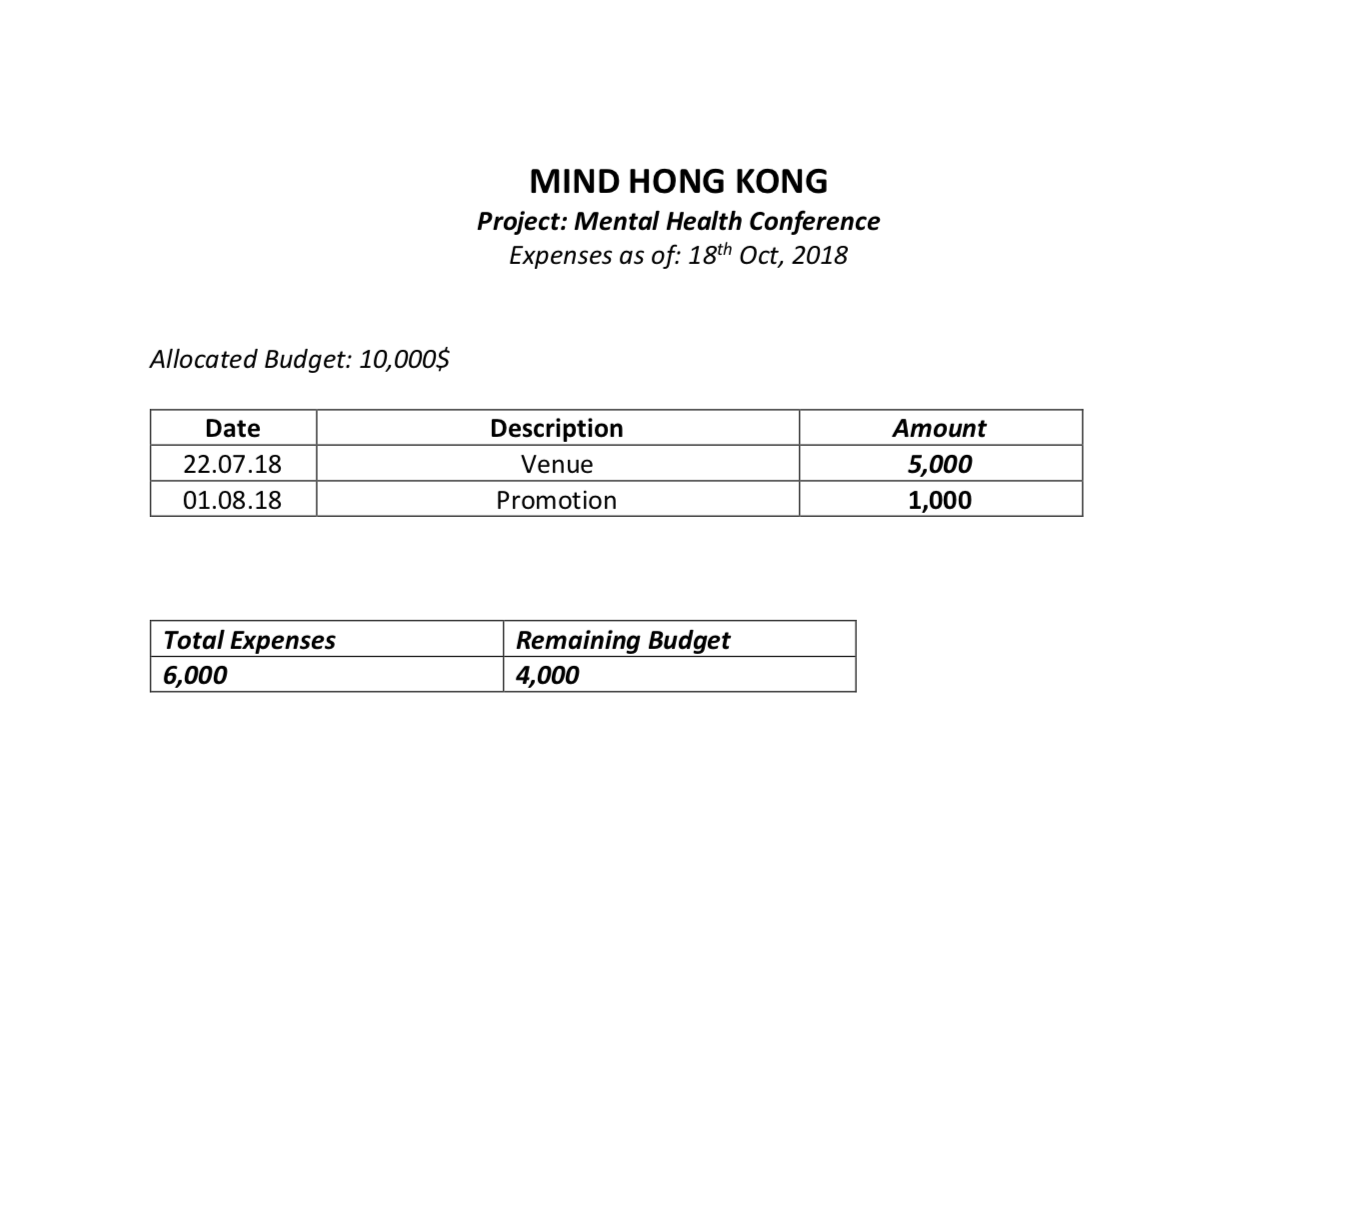 MIND HONG KONG
Project: Mental Health Conference
Expenses as of: 18th Oct, 2018
Allocated Budget: 10,000$
Date Description Amount
22.07.18 Venue 5,000
01.08.18 Promotion 1,000
Total Expenses Remaining Budget
6,000 4,000